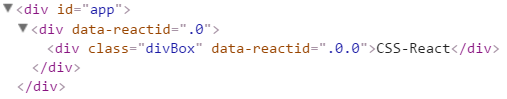 <div id="app">
<div data-reactid=".0">
<div class="divBox" data-reactid=".0.0">CSS-React</div>
</div>
</div>